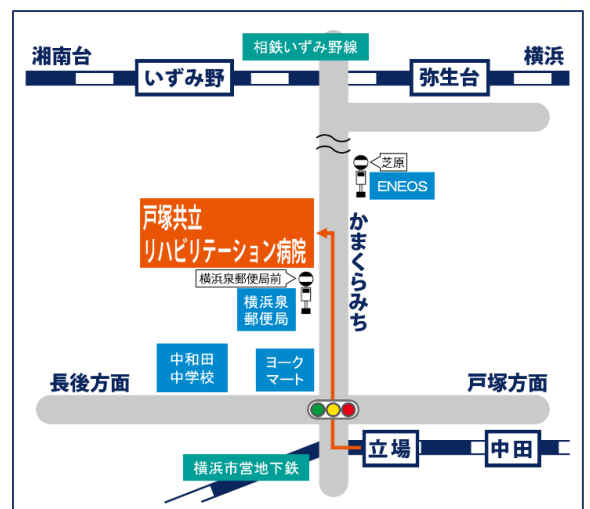 相鉄いずみ野線
湘南台
横浜
いずみ野
弥生台
芝原
ENEOS
戸塚共立
リハビリテーション病院
かまくらみち
横浜泉郵便局前
横浜泉
郵便局
中和田
中学校
ヨーク
マート
長後方面
戸塚方面
立場
中田
横浜市営地下鉄